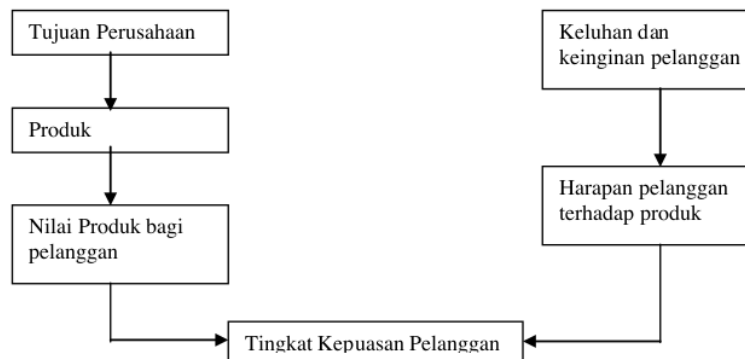 Tujuan Perusahaan
Produk
Nilai Produk bagi
pelanggan
Keluhan dan
keinginan pelanggan
Harapan pelanggan
terhadap produk
Tingkat Kepuasan Pelanggan